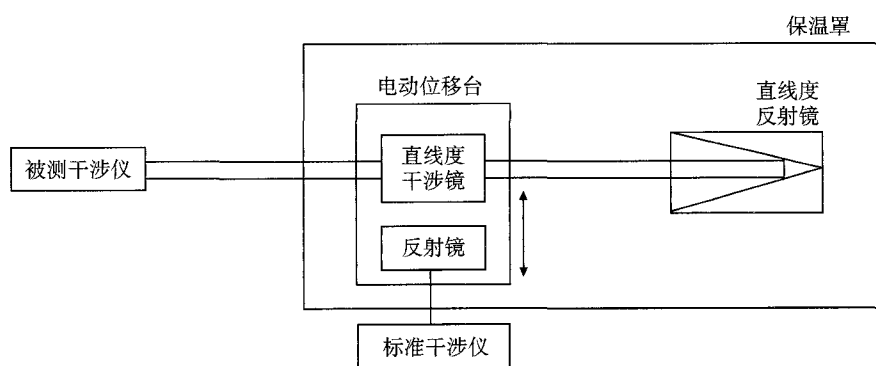 保温罩
电动位移台
直线度
反射镜
被测干涉仪
直线度
干涉镜
反射镜
标准干涉仪